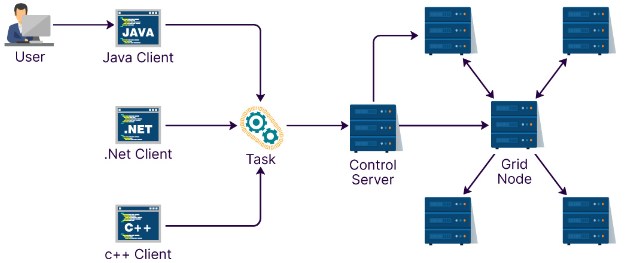 User
JAVA
Java Client
.NET
.Net Client
C++
c++ Client
Task
Control
Server
Grid
Node